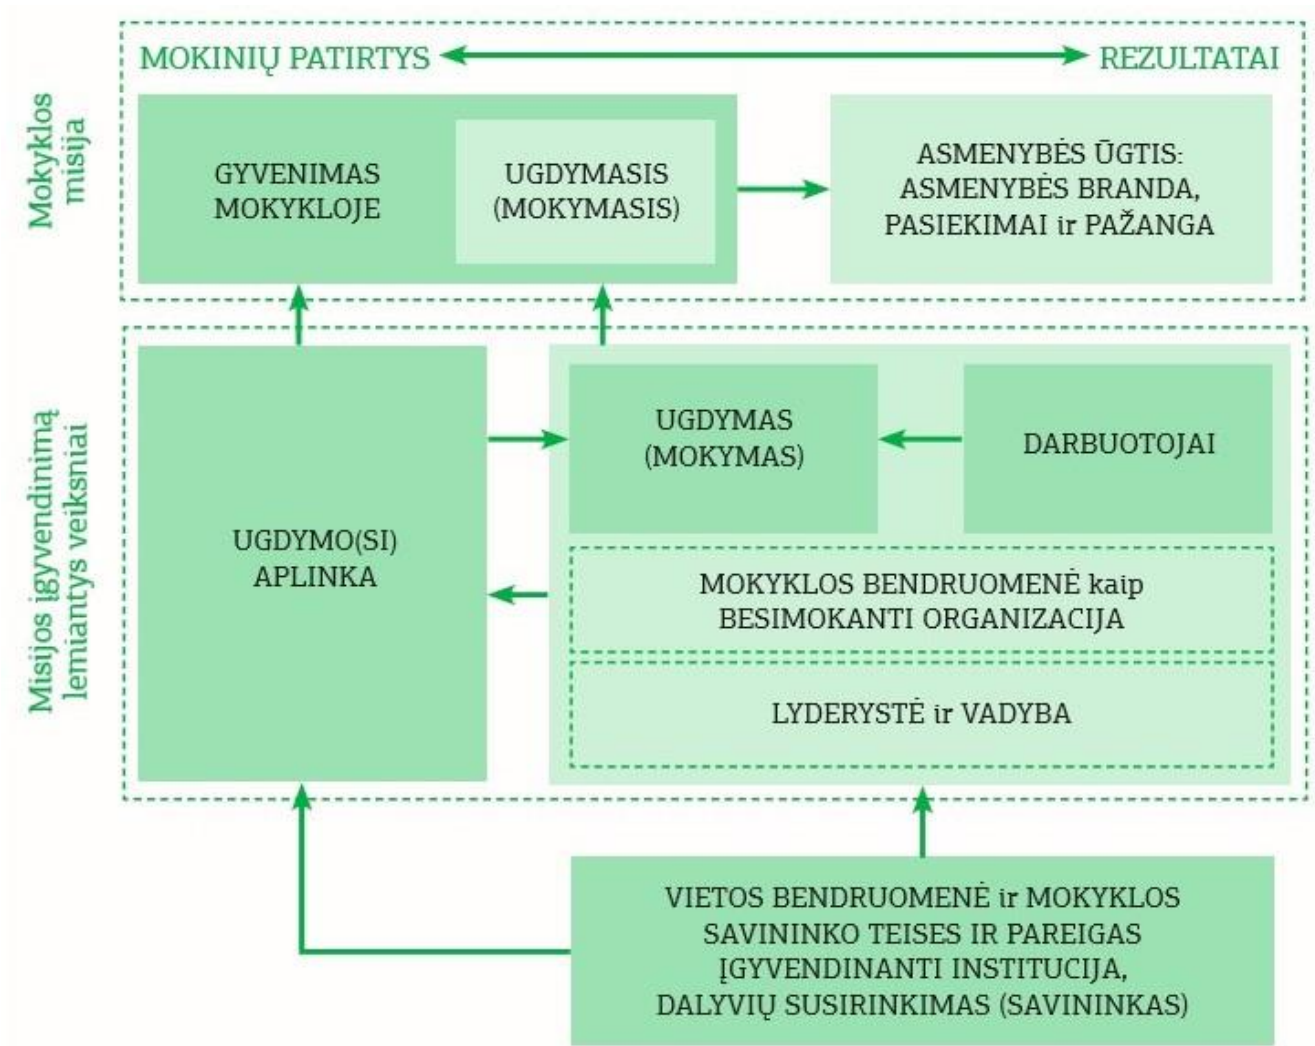 MOKINIŲ PATIRTYS
REZULTATAI
Mokyklos
misija
GYVENIMAS
MOKYKLOJE
UGDYMASIS
(MOKYMASIS)
ASMENYBĖS ŪGTIS:
ASMENYBĖS BRANDA,
PASIEKIMAI ir PAŽANGA
Misijos įgyvendinimą
lemiantys veiksniai
UGDYMO(SI)
APLINKA
UGDYMAS
(MOKYMAS)
DARBUOTOJAI
MOKYKLOS BENDRUOMENĖ kaip
BESIMOKANTI ORGANIZACIJA
LYDERYSTĖ ir VADYBA
VIETOS BENDRUOMENĖ ir MOKYKLOS
SAVININKO TEISES IR PAREIGAS
ĮGYVENDINANTI INSTITUCIJA,
DALYVIŲ SUSIRINKIMAS (SAVININKAS)